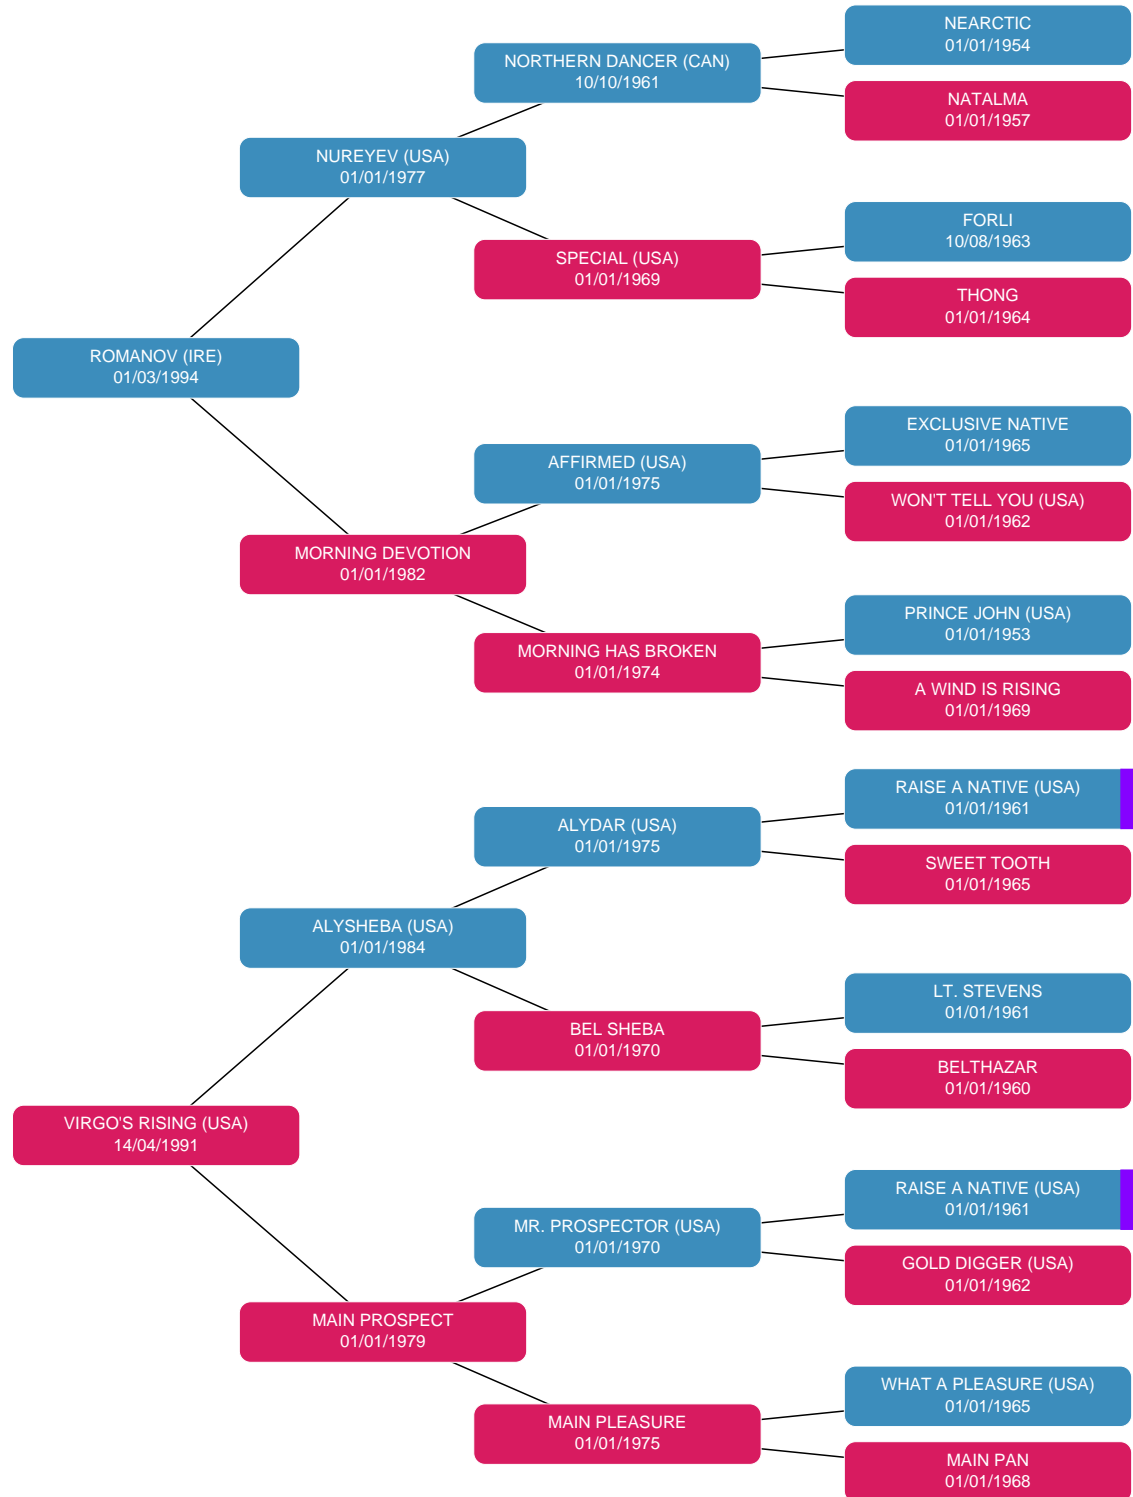 NEARCTIC
01/01/1954
NORTHERN DANCER (CAN)
10/10/1961
NATALMA
01/01/1957
NUREYEV (USA)
01/01/1977
FORLI
10/08/1963
SPECIAL (USA)
01/01/1969
THONG
01/01/1964
ROMANOV (IRE)
01/03/1994
EXCLUSIVE NATIVE
01/01/1965
AFFIRMED (USA)
01/01/1975
WON'T TELL YOU (USA)
01/01/1962
MORNING DEVOTION
01/01/1982
PRINCE JOHN (USA)
01/01/1953
MORNING HAS BROKEN
01/01/1974
A WIND IS RISING
01/01/1969
RAISE A NATIVE (USA)
01/01/1961
ALYDAR (USA)
01/01/1975
SWEET TOOTH
01/01/1965
ALYSHEBA (USA)
01/01/1984
LT. STEVENS
01/01/1961
BEL SHEBA
01/01/1970
BELTHAZAR
01/01/1960
VIRGO'S RISING (USA)
14/04/1991
RAISE A NATIVE (USA)
01/01/1961
MR. PROSPECTOR (USA)
01/01/1970
GOLD DIGGER (USA)
01/01/1962
MAIN PROSPECT
01/01/1979
WHAT A PLEASURE (USA)
01/01/1965
MAIN PLEASURE
01/01/1975
MAIN PAN
01/01/1968